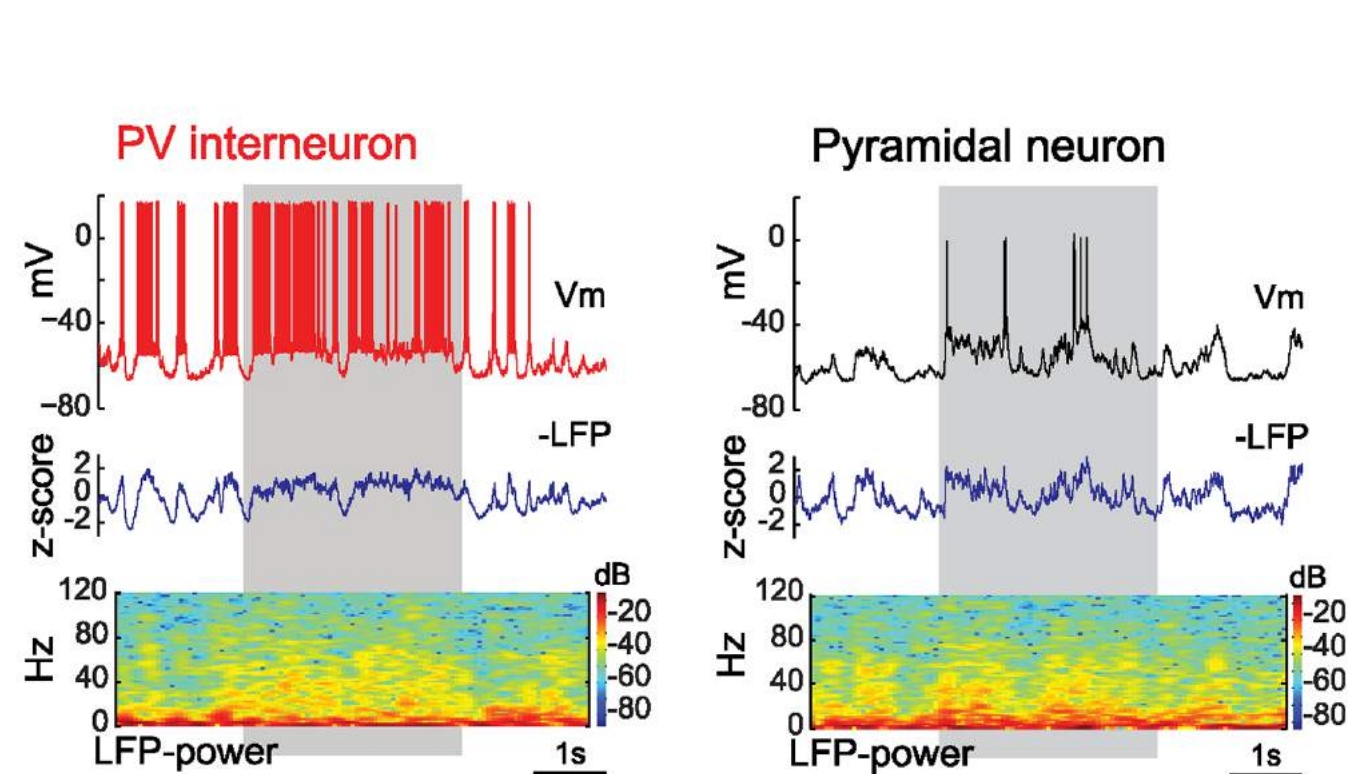 PV interneuron
mV
0
−40
−80
Vm
z-score
2
0
-2
-LFP
Hz
120
80
40
0
dB
-20
-40
-60
-80
LFP-power
1s
Pyramidal neuron
mV
0
-40
-80
Vm
z-score
2
0
-2
-LFP
Hz
120
80
40
0
dB
-20
-40
-60
-80
LFP-power
1s